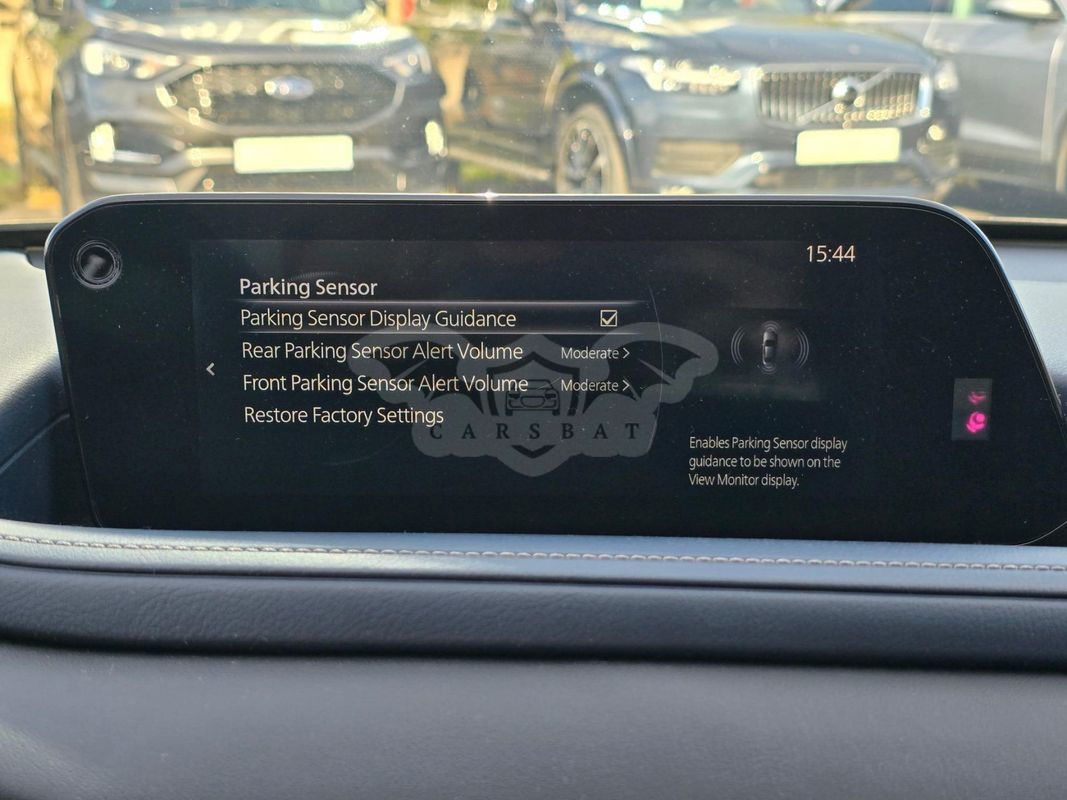 15:44
Parking Sensor
Parking Sensor Display Guidance
Rear Parking Sensor Alert Volume Moderate >
Front Parking Sensor Alert Volume Moderate >
Restore Factory Settings
CARSBAT
Enables Parking Sensor display
guidance to be shown on the
View Monitor display.
Ford